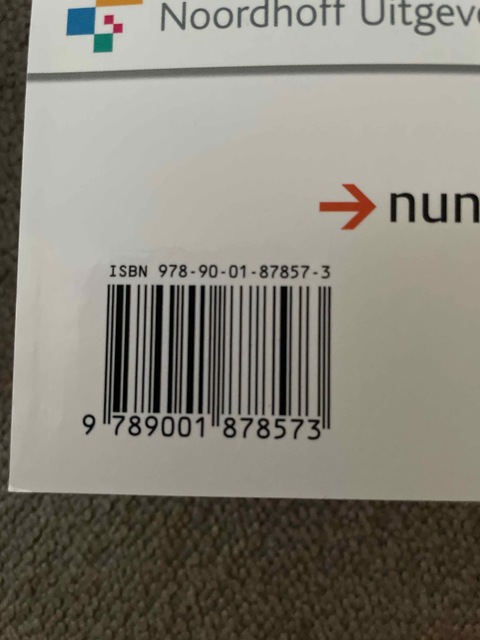 Noordhoff Uitgev
nun
ISBN 978-90-01-87857-3
9 789001 878573